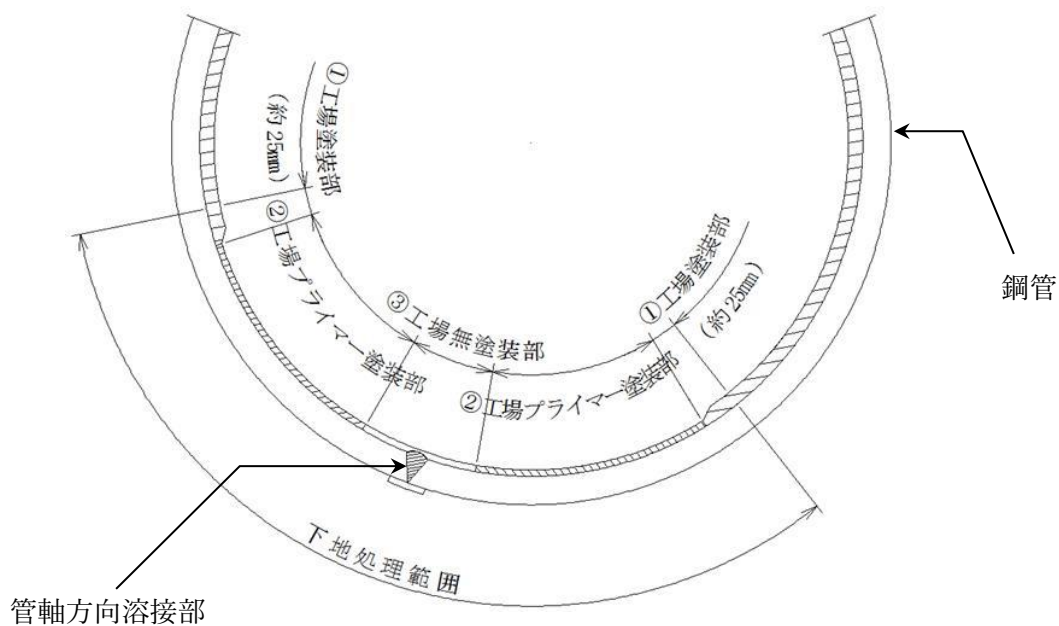 ①工場塗装部
(約25mm)
②工場プライマー塗装部
③工場無塗装部
②工場プライマー塗装部
①工場塗装部
(約25mm)
鋼管
下地処理範囲
管軸方向溶接部